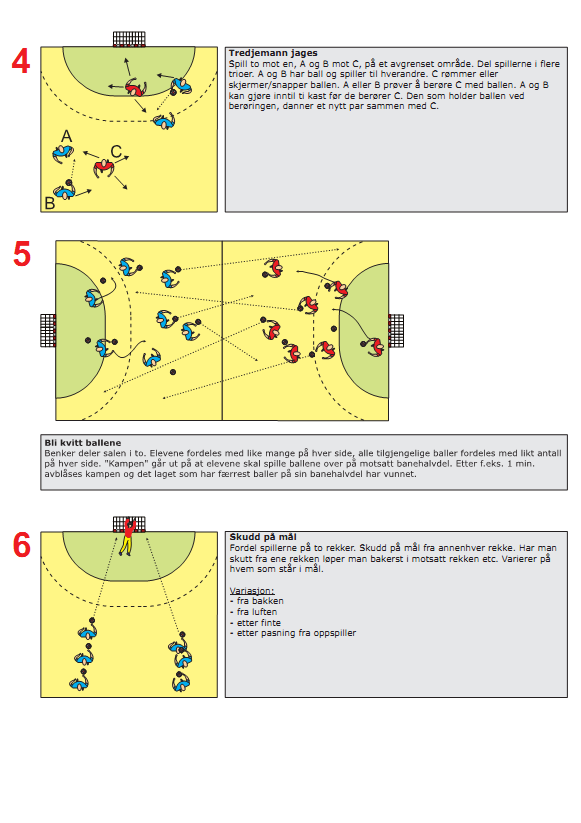 4
Tredjemann jages
Spill to mot en, A og B mot C, på et avgrenset område. Del spillerne i flere
trioer. A og B har ball og spiller til hverandre. C rømmer eller
skjermer/snapper ballen. A eller B prøver å berøre C med ballen. A og B
kan gjøre inntil ti kast før de berører C. Den som holder ballen ved
berøringen, danner et nytt par sammen med C.
A
C
B
5
Bli kvitt ballene
Benker deler salen i to. Elevene fordeles med like mange på hver side, alle tilgjengelige baller fordeles med likt antall
på hver side. "Kampen" går ut på at elevene skal spille ballene over på motsatt banehalvdel. Etter f.eks. 1 min.
avblåses kampen og det laget som har færrest baller på sin banehalvdel har vunnet.
6
Skudd på mål
Fordel spillerne på to rekker. Skudd på mål fra annenhver rekke. Har man
skutt fra ene rekken løper man bakerst i motsatt rekken etc. Varierer på
hvem som står i mål.
Variasjon:
- fra bakken
- fra luften
- etter finte
- etter pasning fra oppspiller